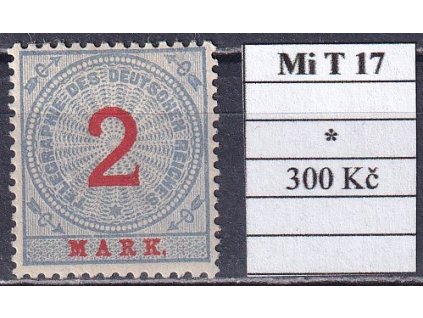 TELEGRAPHIE DES DEUTSCHEN REICHES
2
MARK.
Mi T 17
*
300 Kč